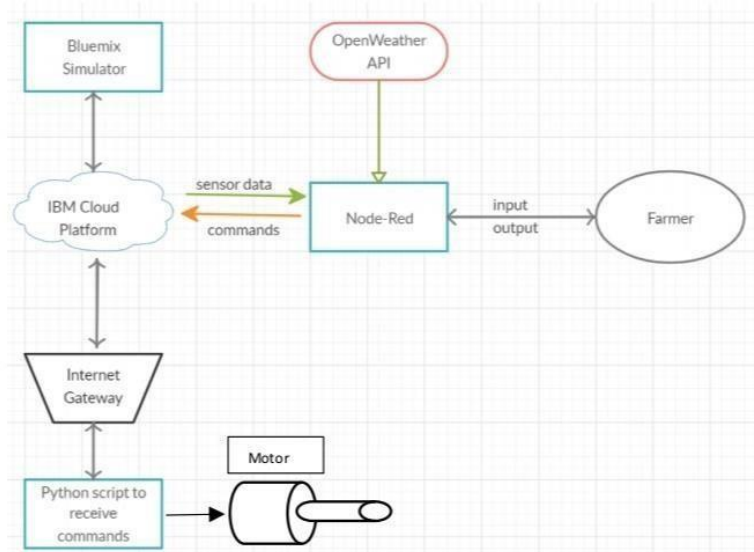 Bluemix
Simulator
OpenWeather
API
sensor data
IBM Cloud
Platform
commands
Node-Red
input
output
Farmer
Internet
Gateway
Motor
Python script to
receive
commands